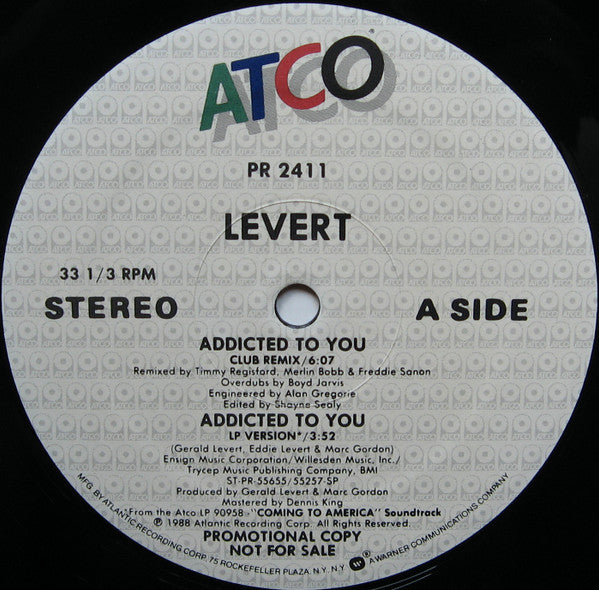 ATCO
PR 2411
LEVERT
33 1/3 RPM
STEREO
A SIDE
ADDICTED TO YOU
CLUB REMIX/6:07
Remixed by Timmy Regisford, Merlin Bobb & Freddie Sanon
Overdubs by Boyd Jarvis
Engineered by Alan Gregorie
Edited by Shayne Sealy
ADDICTED TO YOU
LP VERSION*/3:52
(Gerald Levert, Eddie Levert & Marc Gordon)
Ensign Music Corporation/Willesden Music, Inc./
Trycep Music Publishing Company, BMI
ST-PR-55655/55257-SP
Produced by Gerald Levert & Marc Gordon
Mastered by Dennis King
*From the Atco LP 90958 - "COMING TO AMERICA" Soundtrack
℗ 1988 Atlantic Recording Corp. All Rights Reserved.
PROMOTIONAL COPY
NOT FOR SALE
MFG. BY ATLANTIC RECORDING CORP. 75 ROCKEFELLER PLAZA, N.Y. N.Y. ® A WARNER COMMUNICATIONS COMPANY